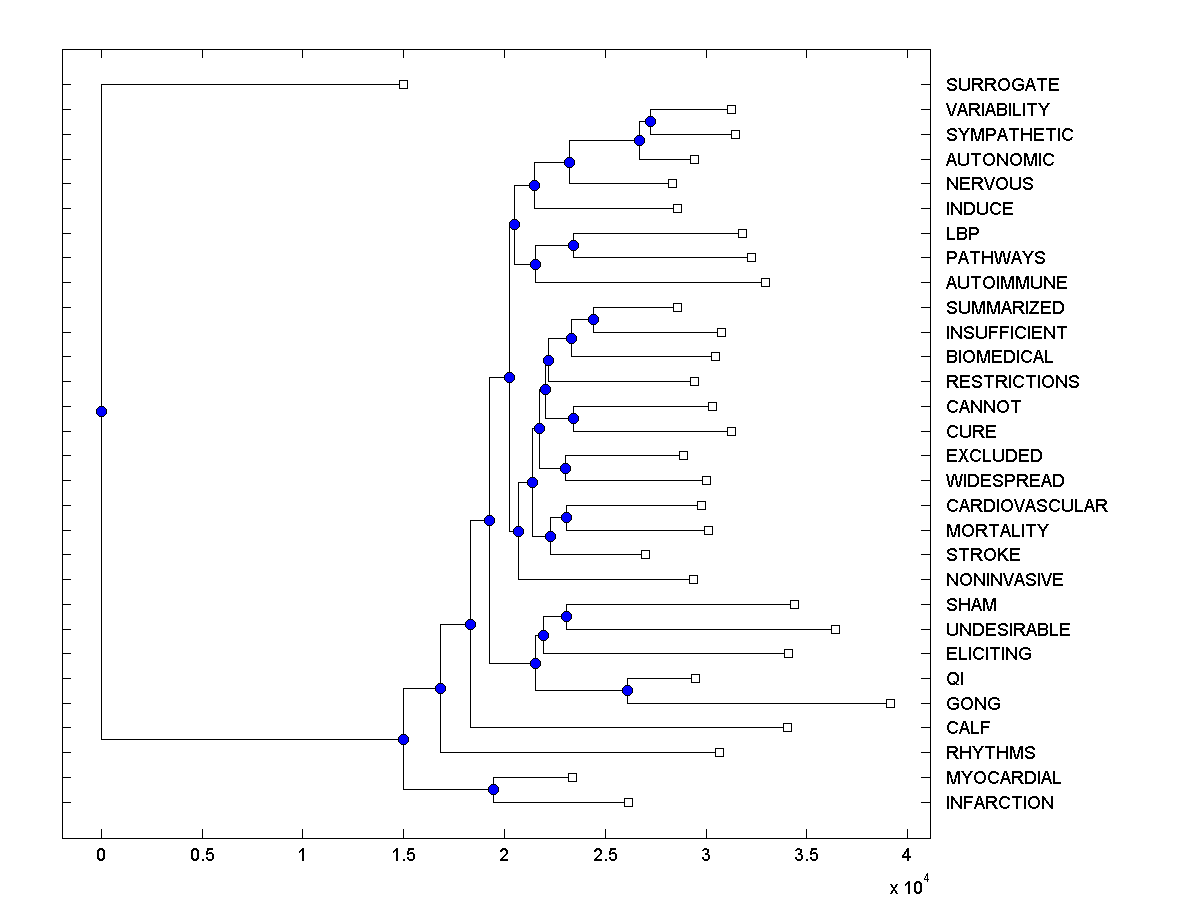 SURROGATE
VARIABILITY
SYMPATHETIC
AUTONOMIC
NERVOUS
INDUCE
LBP
PATHWAYS
AUTOIMMUNE
SUMMARIZED
INSUFFICIENT
BIOMEDICAL
RESTRICTIONS
CANNOT
CURE
EXCLUDED
WIDESPREAD
CARDIOVASCULAR
MORTALITY
STROKE
NONINVASIVE
SHAM
UNDESIRABLE
ELICITING
QI
GONG
CALF
RHYTHMS
MYOCARDIAL
INFARCTION
0 0.5 1 1.5 2 2.5 3 3.5 4
x 10^4